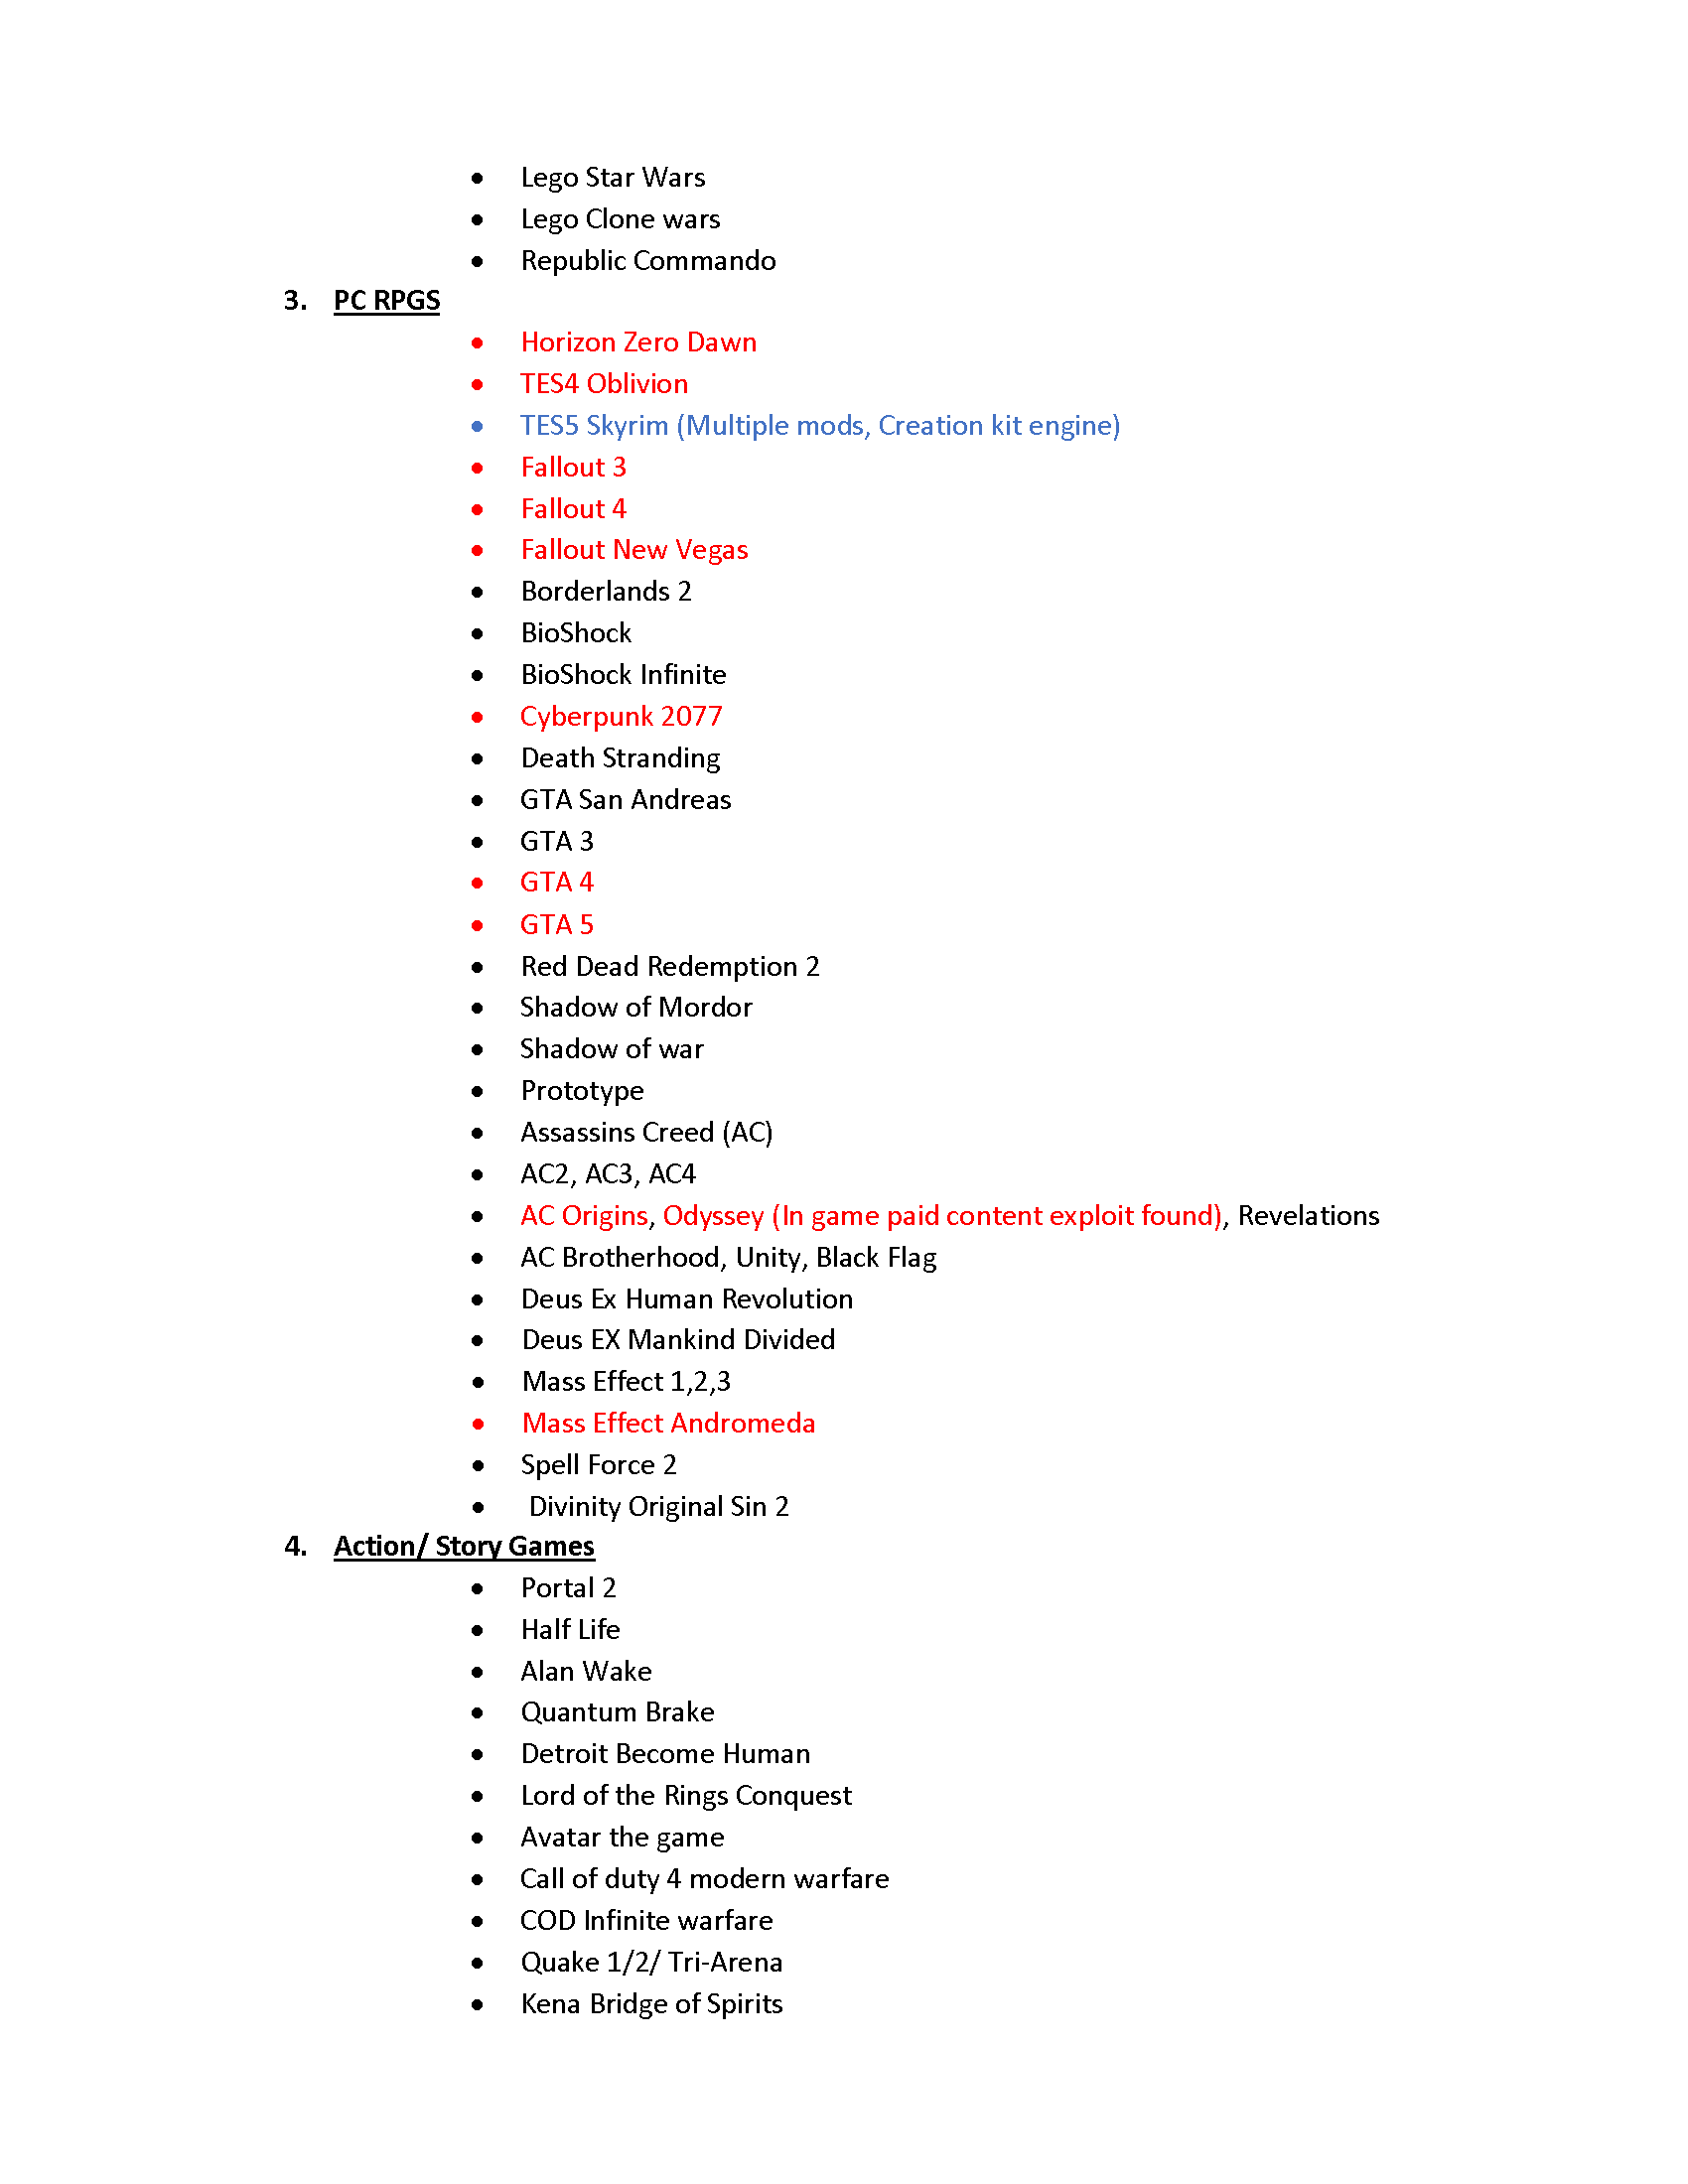 • Lego Star Wars
• Lego Clone wars
• Republic Commando
3. PC RPGS
• Horizon Zero Dawn
• TES4 Oblivion
• TES5 Skyrim (Multiple mods, Creation kit engine)
• Fallout 3
• Fallout 4
• Fallout New Vegas
• Borderlands 2
• BioShock
• BioShock Infinite
• Cyberpunk 2077
• Death Stranding
• GTA San Andreas
• GTA 3
• GTA 4
• GTA 5
• Red Dead Redemption 2
• Shadow of Mordor
• Shadow of war
• Prototype
• Assassins Creed (AC)
• AC2, AC3, AC4
• AC Origins, Odyssey (In game paid content exploit found), Revelations
• AC Brotherhood, Unity, Black Flag
• Deus Ex Human Revolution
• Deus EX Mankind Divided
• Mass Effect 1,2,3
• Mass Effect Andromeda
• Spell Force 2
• Divinity Original Sin 2
4. Action/ Story Games
• Portal 2
• Half Life
• Alan Wake
• Quantum Brake
• Detroit Become Human
• Lord of the Rings Conquest
• Avatar the game
• Call of duty 4 modern warfare
• COD Infinite warfare
• Quake 1/2/ Tri-Arena
• Kena Bridge of Spirits